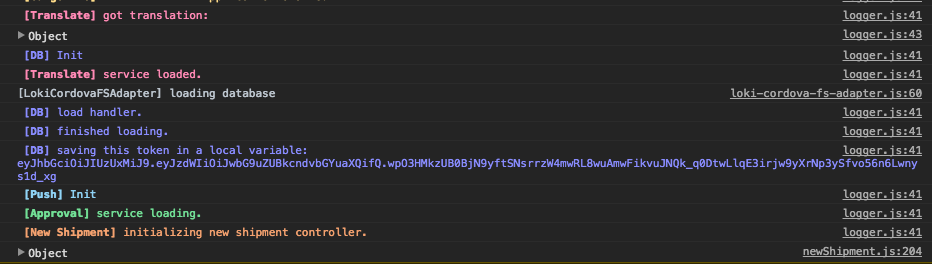 [Translate] got translation: logger.js:41
Object logger.js:43
[DB] Init logger.js:41
[Translate] service loaded. logger.js:41
[LokiCordovaFSAdapter] loading database loki-cordova-fs-adapter.js:60
[DB] load handler. logger.js:41
[DB] finished loading. logger.js:41
[DB] saving this token in a local variable: logger.js:41
eyJhbGciOiJIUzUxMiJ9.eyJzdWIiOiJwbG9uZUBkcndvbGYuaXQifQ.wpO3HMkzUB0BjN9yftSNsrrzW4mwRL8wuAmwFikvuJNQk_q0DtwLlqE3irjw9yXrNp3ySfvo56n6Lwny
s1d_xg
[Push] Init logger.js:41
[Approval] service loading. logger.js:41
[New Shipment] initializing new shipment controller. logger.js:41
Object newShipment.js:204